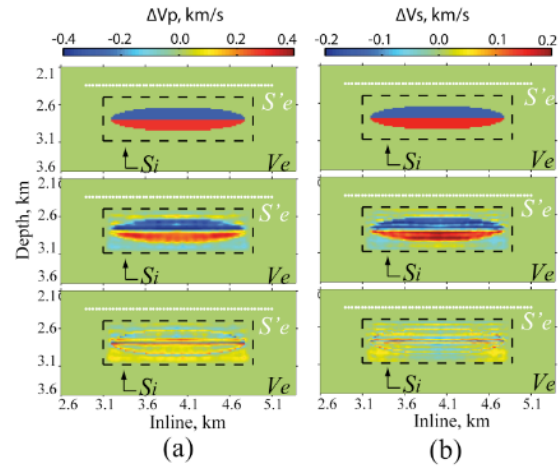 ΔVp, km/s
-0.4 -0.2 0.0 0.2 0.4
ΔVs, km/s
-0.2 -0.1 0.0 0.1 0.2
Depth, km
2.1
2.6
3.1
3.6
S'e
Si
Ve
S'e
Si
Ve
2.10
2.6
3.1
3.6
S'e
Si
Ve
S'e
Si
Ve
2.10
2.6
3.1
3.6
S'e
Si
Ve
S'e
Si
Ve
2.6 3.1 3.6 4.1 4.6 5.1
Inline, km
(a)
2.6 3.1 3.6 4.1 4.6 5.1
Inline, km
(b)